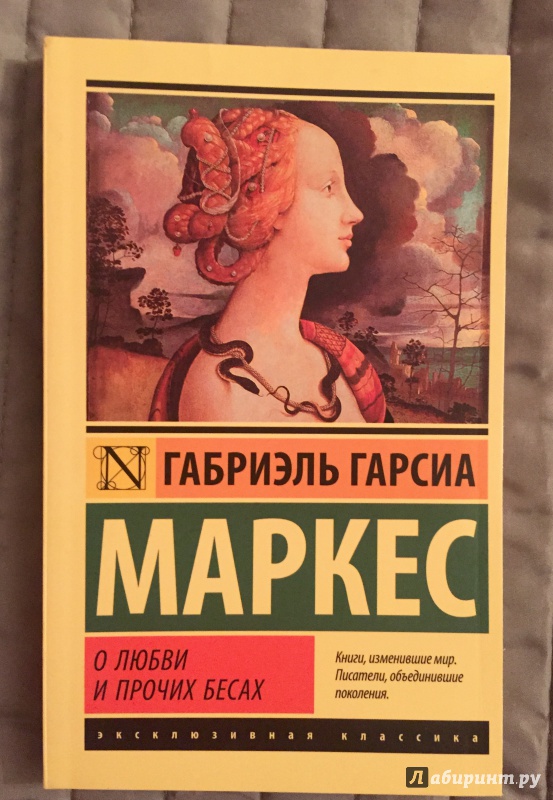 N
ГАБРИЭЛЬ ГАРСИА
МАРКЕС
О ЛЮБВИ
И ПРОЧИХ БЕСАХ
Книги, изменившие мир.
Писатели, объединившие
поколения.
эксклюзивная классика
Лабиринт.ру